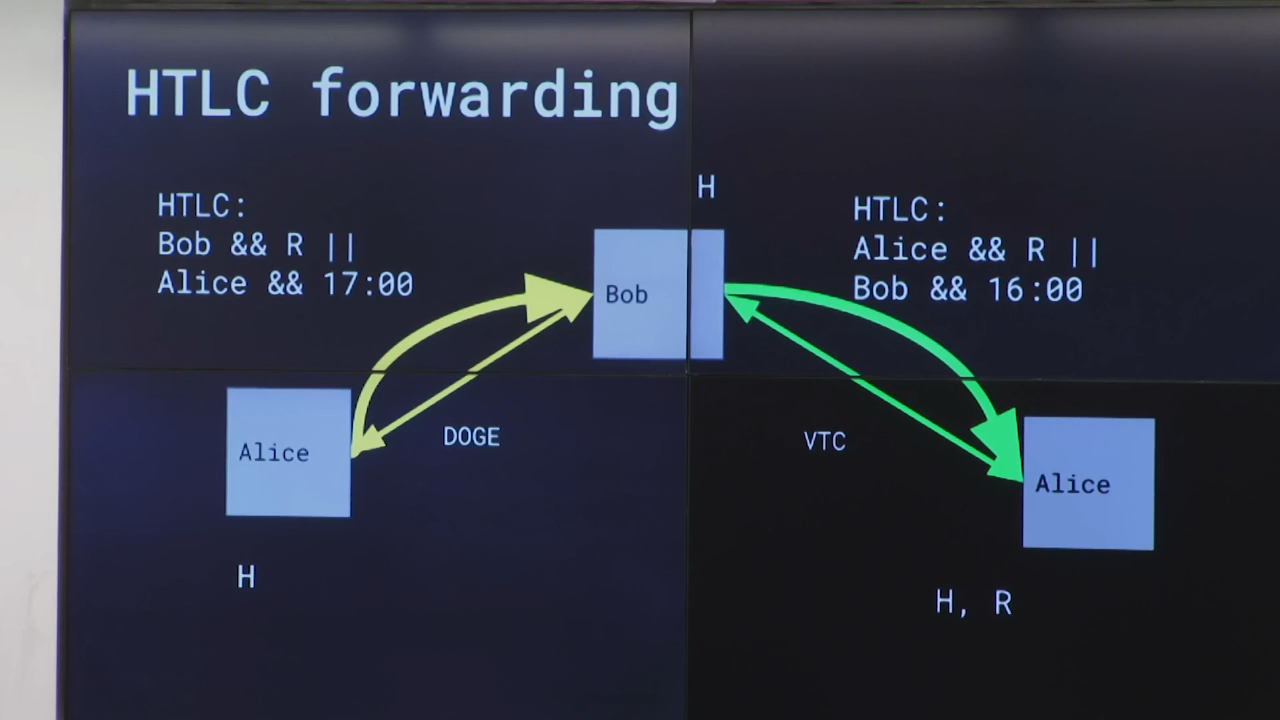 HTLC forwarding
HTLC:
Bob && R ||
Alice && 17:00
H
HTLC:
Alice && R ||
Bob && 16:00
Bob
Alice
DOGE
VTC
Alice
H
H, R